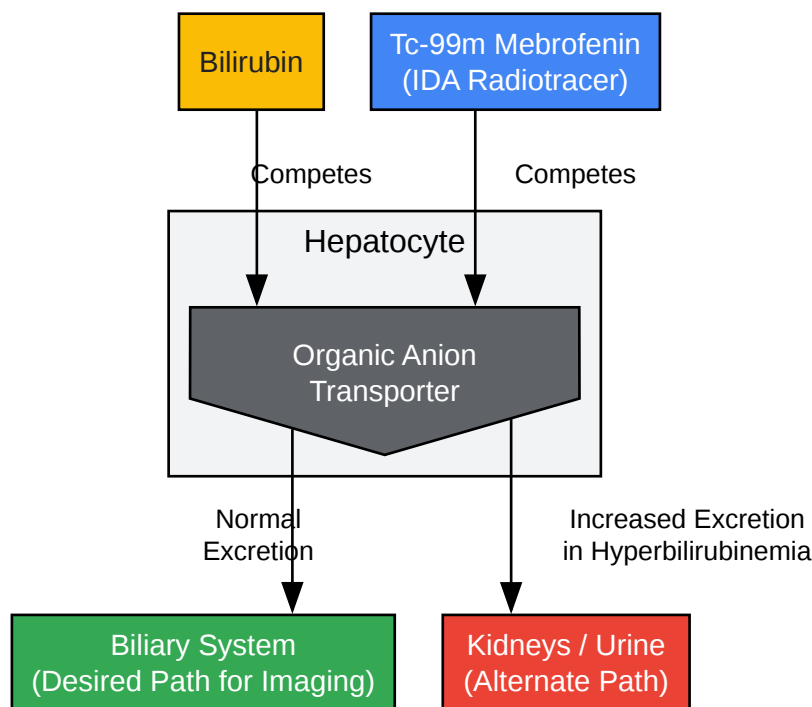 Bilirubin
Tc-99m Mebrofenin
(IDA Radiotracer)
Competes
Competes
Hepatocyte
Organic Anion
Transporter
Normal
Excretion
Increased Excretion
in Hyperbilirubinemia
Biliary System
(Desired Path for Imaging)
Kidneys / Urine
(Alternate Path)